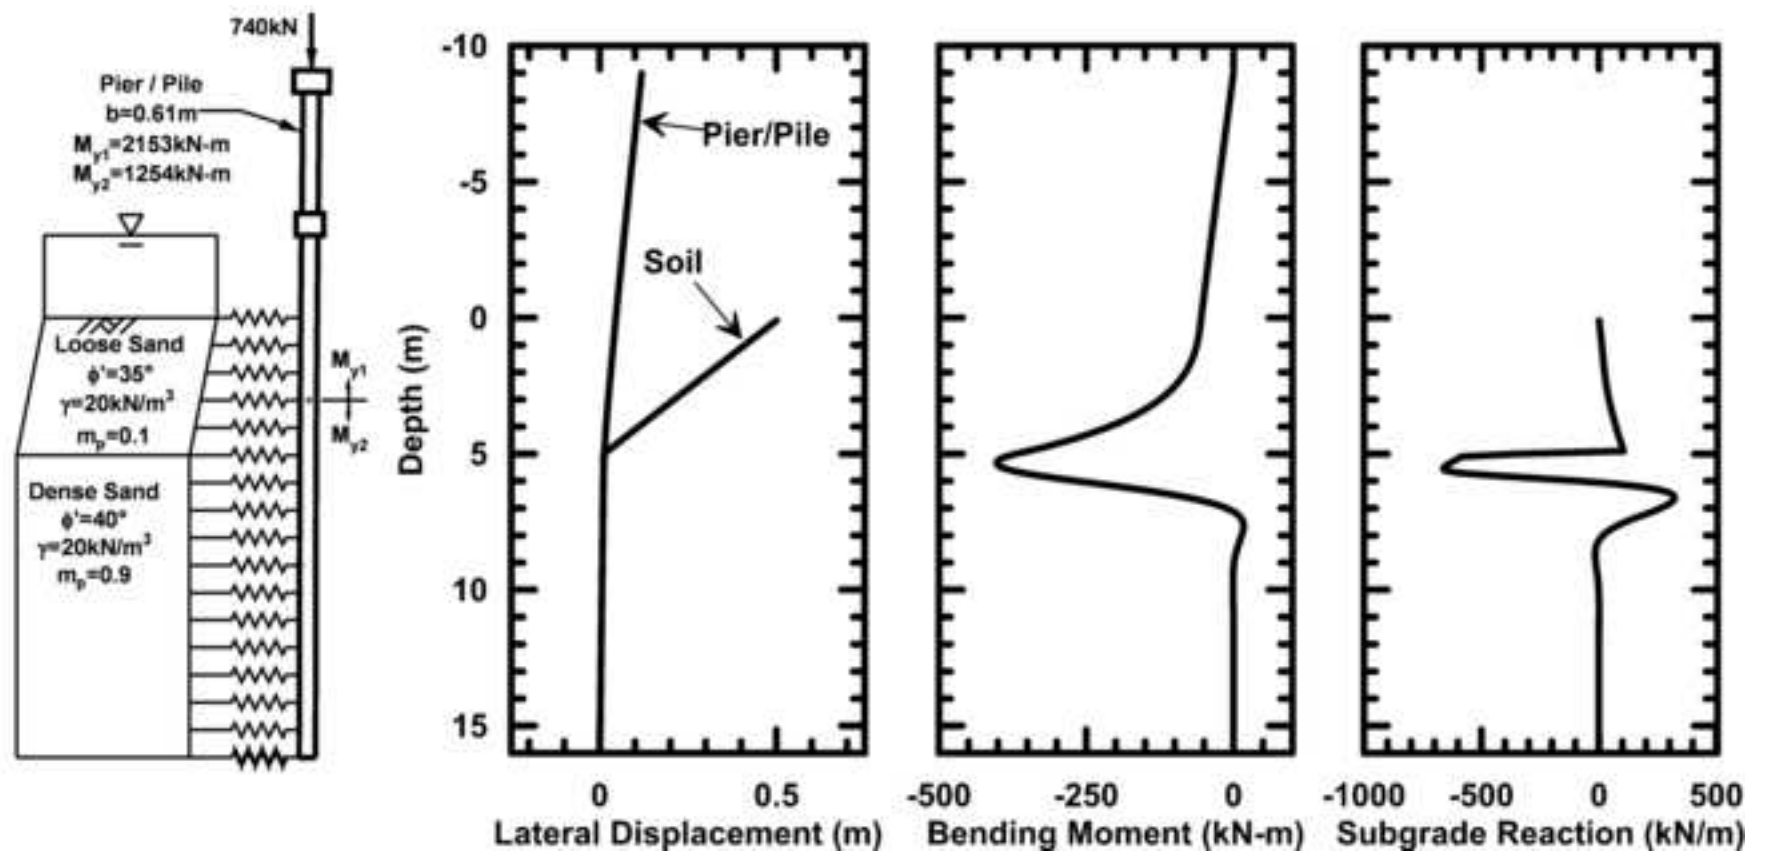 740kN
Pier / Pile
b=0.61m
My1=2153kN-m
My2=1254kN-m
Loose Sand
ϕ'=35°
γ=20kN/m³
mp=0.1
My1
My2
Dense Sand
ϕ'=40°
γ=20kN/m³
mp=0.9
Depth (m)
-10
-5
0
5
10
15
Pier/Pile
Soil
0 0.5
Lateral Displacement (m)
-500 -250 0
Bending Moment (kN-m)
-1000 -500 0 500
Subgrade Reaction (kN/m)